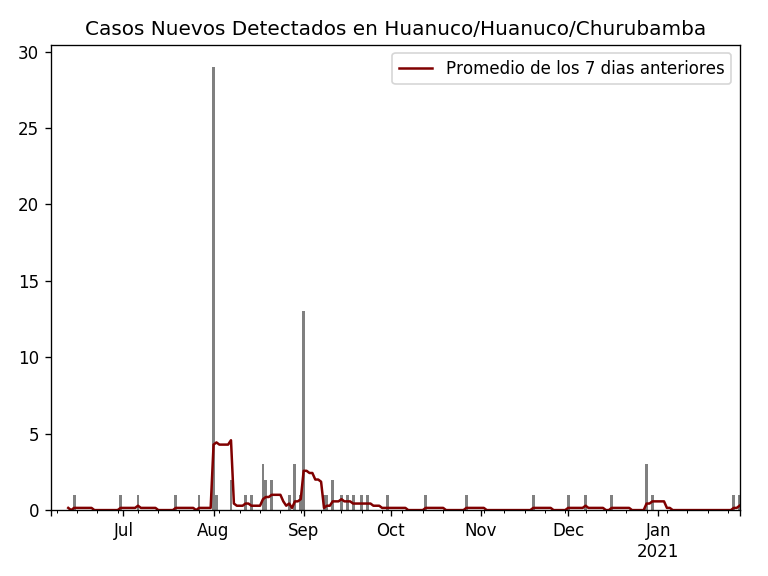 Casos Nuevos Detectados en Huanuco/Huanuco/Churubamba
Promedio de los 7 dias anteriores
30
25
20
15
10
5
0
Jul Aug Sep Oct Nov Dec Jan
2021